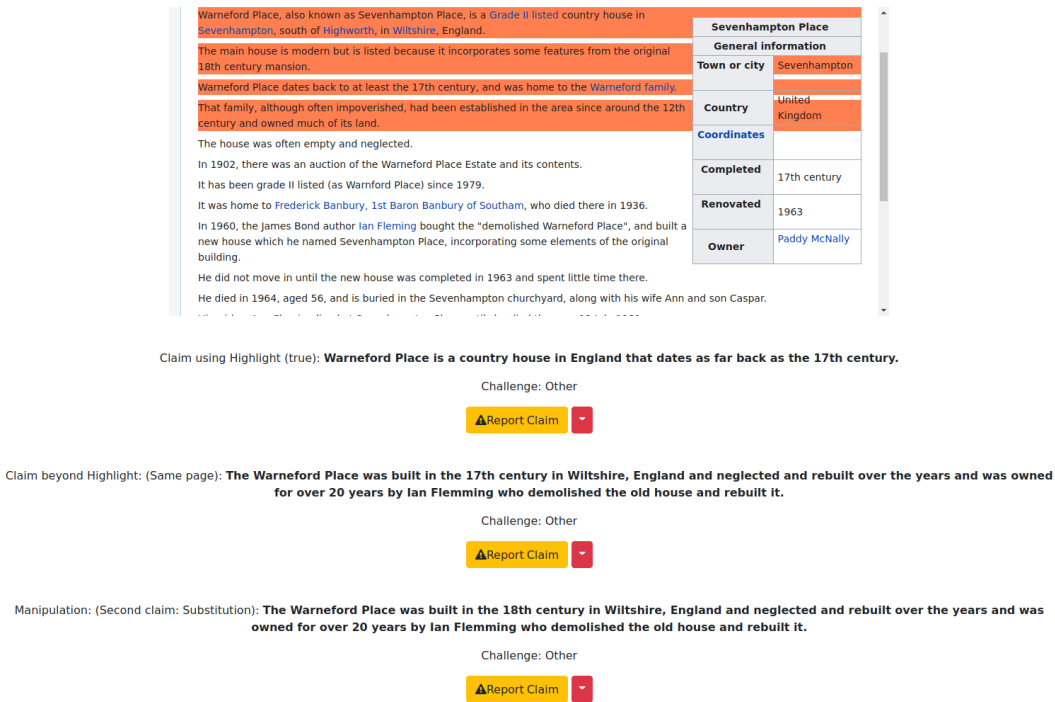 Warneford Place, also known as Sevenhampton Place, is a Grade II listed country house in
Sevenhampton, south of Highworth, in Wiltshire, England.
The main house is modern but is listed because it incorporates some features from the original
18th century mansion.
Warneford Place dates back to at least the 17th century, and was home to the Warneford family.
That family, although often impoverished, had been established in the area since around the 12th
century and owned much of its land.
The house was often empty and neglected.
In 1902, there was an auction of the Warneford Place Estate and its contents.
It has been grade II listed (as Warnford Place) since 1979.
It was home to Frederick Banbury, 1st Baron Banbury of Southam, who died there in 1936.
In 1960, the James Bond author Ian Fleming bought the "demolished Warneford Place", and built a
new house which he named Sevenhampton Place, incorporating some elements of the original
building.
He did not move in until the new house was completed in 1963 and spent little time there.
He died in 1964, aged 56, and is buried in the Sevenhampton churchyard, along with his wife Ann and son Caspar.
Sevenhampton Place
General information
Town or city Sevenhampton
Country United
Kingdom
Coordinates
Completed 17th century
Renovated 1963
Owner Paddy McNally
Claim using Highlight (true): Warneford Place is a country house in England that dates as far back as the 17th century.
Challenge: Other
Report Claim
Claim beyond Highlight: (Same page): The Warneford Place was built in the 17th century in Wiltshire, England and neglected and rebuilt over the years and was owned
for over 20 years by Ian Flemming who demolished the old house and rebuilt it.
Challenge: Other
Report Claim
Manipulation: (Second claim: Substitution): The Warneford Place was built in the 18th century in Wiltshire, England and neglected and rebuilt over the years and was
owned for over 20 years by Ian Flemming who demolished the old house and rebuilt it.
Challenge: Other
Report Claim